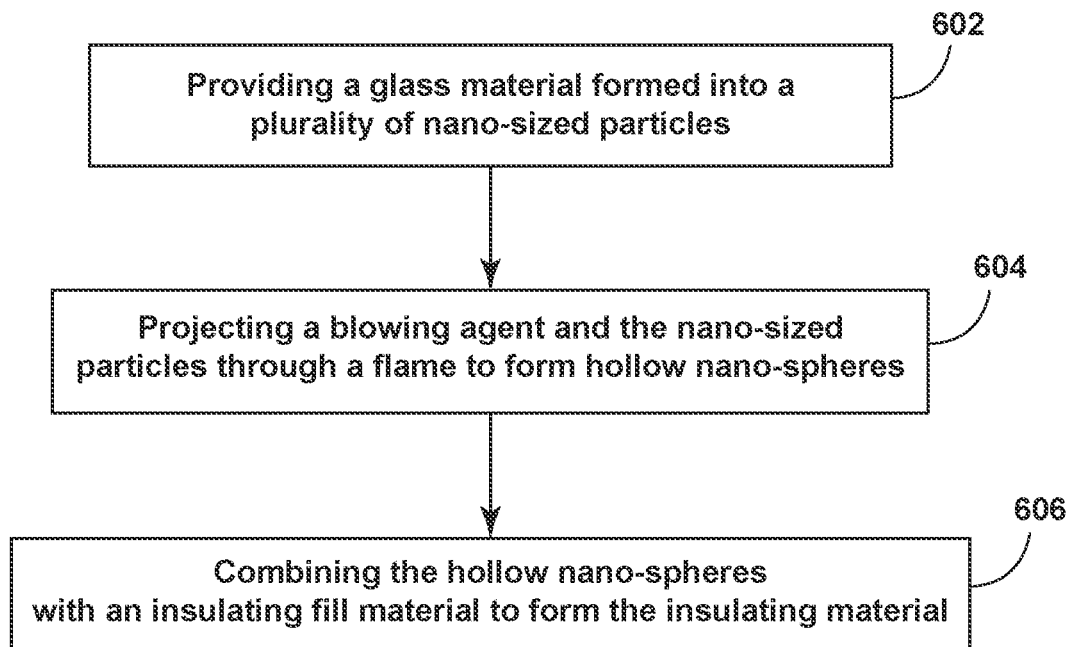 602
Providing a glass material formed into a
plurality of nano-sized particles
604
Projecting a blowing agent and the nano-sized
particles through a flame to form hollow nano-spheres
606
Combining the hollow nano-spheres
with an insulating fill material to form the insulating material